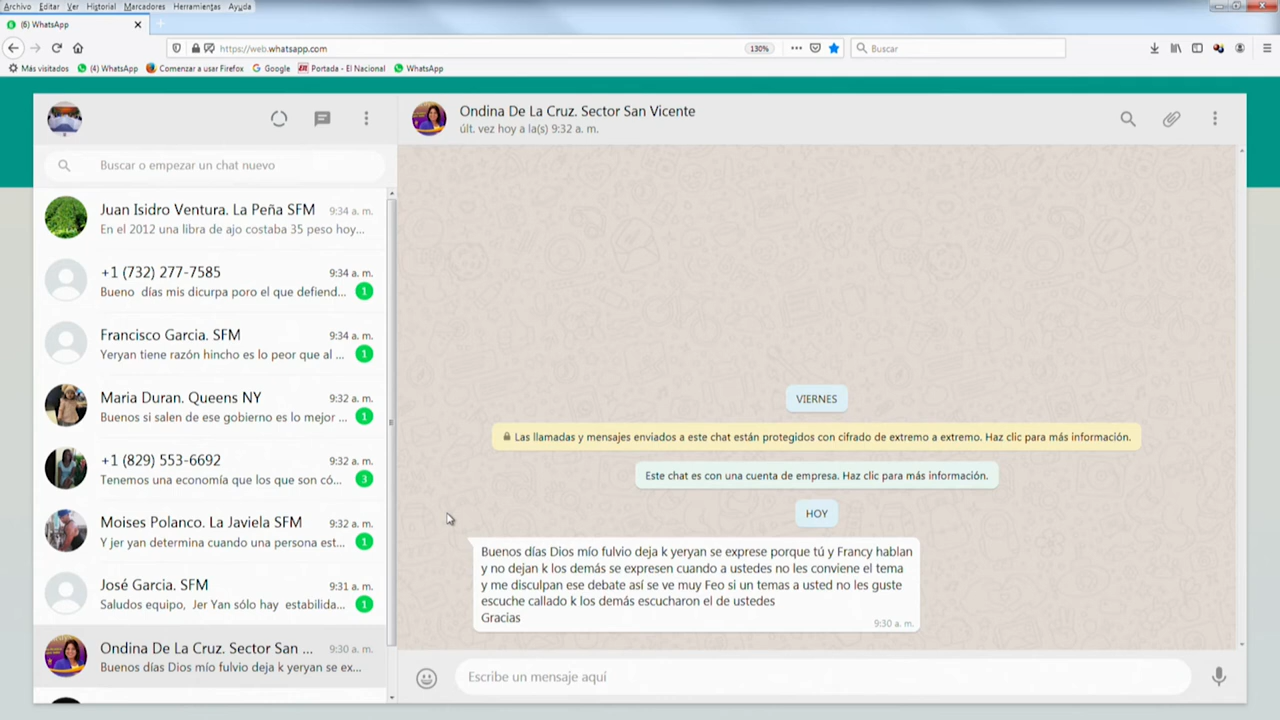 Archivo Editar Ver Historial Marcadores Herramientas Ayuda
(6) WhatsApp
https://web.whatsapp.com
130%
Buscar
Más visitados (4) WhatsApp Comenzar a usar Firefox Google Portada - El Nacional WhatsApp
Buscar o empezar un chat nuevo
Juan Isidro Ventura. La Peña SFM 9:34 a. m.
En el 2012 una libra de ajo costaba 35 peso hoy...
+1 (732) 277-7585 9:34 a. m.
Bueno días mis dicurpa poro el que defiend... 1
Francisco Garcia. SFM 9:34 a. m.
Yeryan tiene razón hincho es lo peor que al ... 1
Maria Duran. Queens NY 9:32 a. m.
Buenos si salen de ese gobierno es lo mejor ... 1
+1 (829) 553-6692 9:32 a. m.
Tenemos una economía que los que son có... 3
Moises Polanco. La Javiela SFM 9:32 a. m.
Y jer yan determina cuando una persona est... 1
José Garcia. SFM 9:31 a. m.
Saludos equipo, Jer Yan sólo hay estabilida... 1
Ondina De La Cruz. Sector San ... 9:30 a. m.
Buenos días Dios mío fulvio deja k yeryan se ex...
Ondina De La Cruz. Sector San Vicente
últ. vez hoy a la(s) 9:32 a. m.
VIERNES
Las llamadas y mensajes enviados a este chat están protegidos con cifrado de extremo a extremo. Haz clic para más información.
Este chat es con una cuenta de empresa. Haz clic para más información.
HOY
Buenos días Dios mío fulvio deja k yeryan se exprese porque tú y Francy hablan
y no dejan k los demás se expresen cuando a ustedes no les conviene el tema
y me disculpan ese debate así se ve muy Feo si un temas a usted no les guste
escuche callado k los demás escucharon el de ustedes
Gracias
9:30 a. m.
Escribe un mensaje aquí